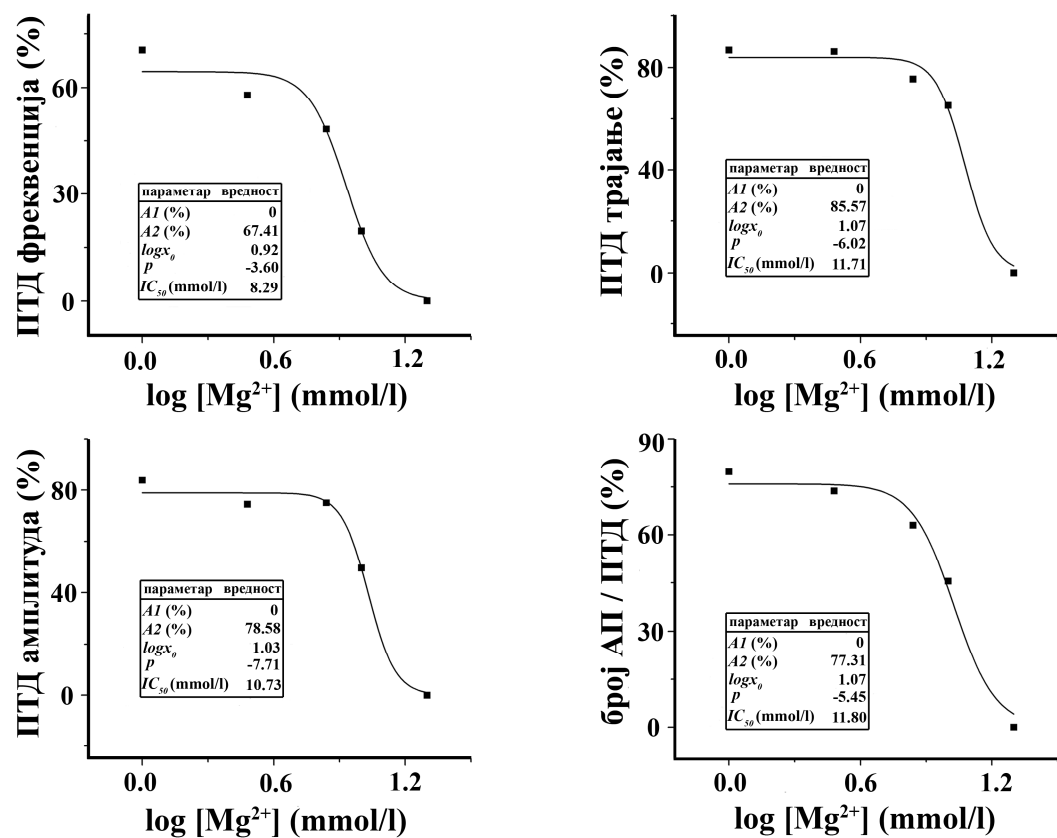 ПТД фреквенција (%)
60
30
0
параметар вредност
A1 (%) 0
A2 (%) 67.41
logx₀ 0.92
p -3.60
IC₅₀ (mmol/l) 8.29
0.0 0.6 1.2
log [Mg²⁺] (mmol/l)
ПТД трајање (%)
80
40
0
параметар вредност
A1 (%) 0
A2 (%) 85.57
logx₀ 1.07
p -6.02
IC₅₀ (mmol/l) 11.71
0.0 0.6 1.2
log [Mg²⁺] (mmol/l)
ПТД амплитуда (%)
80
40
0
параметар вредност
A1 (%) 0
A2 (%) 78.58
logx₀ 1.03
p -7.71
IC₅₀ (mmol/l) 10.73
0.0 0.6 1.2
log [Mg²⁺] (mmol/l)
број АП / ПТД (%)
90
60
30
0
параметар вредност
A1 (%) 0
A2 (%) 77.31
logx₀ 1.07
p -5.45
IC₅₀ (mmol/l) 11.80
0.0 0.6 1.2
log [Mg²⁺] (mmol/l)